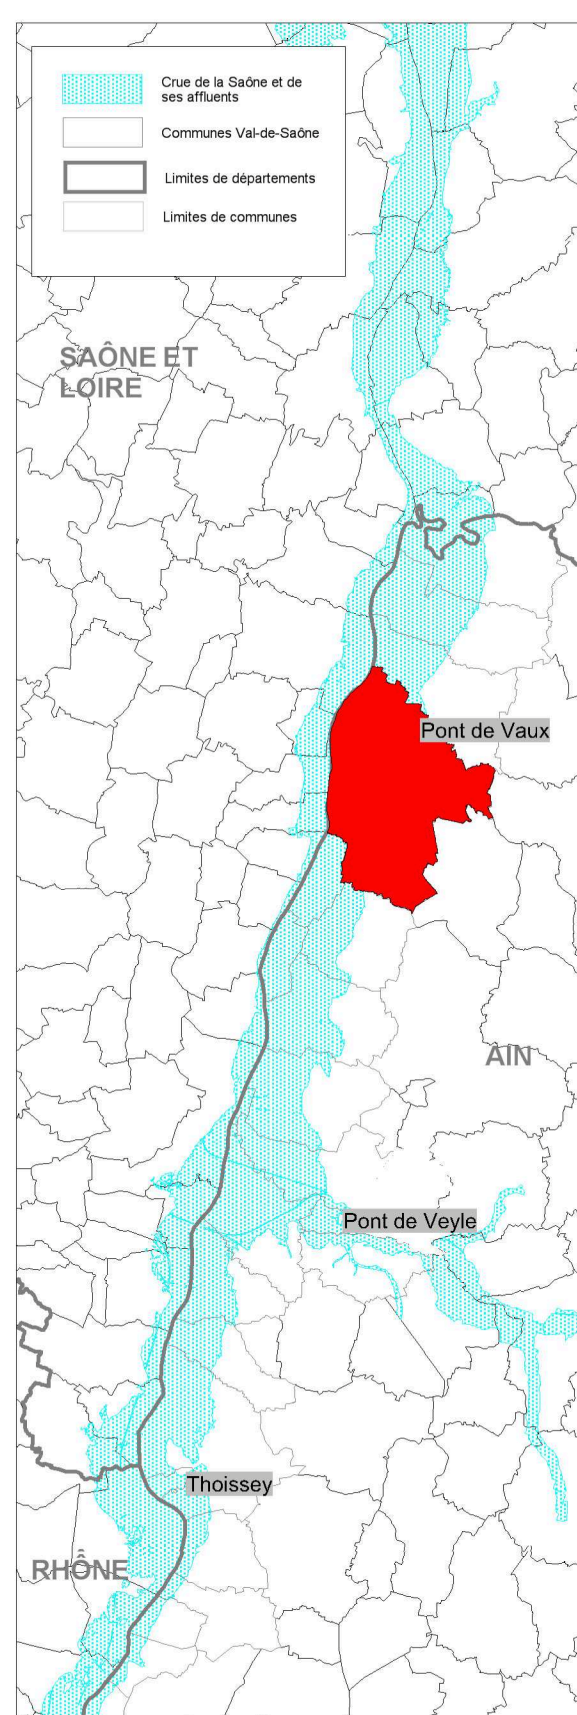 Crue de la Saône et de
ses affluents
Communes Val-de-Saône
Limites de départements
Limites de communes
SAÔNE ET
LOIRE
Pont de Vaux
AIN
Pont de Veyle
Thoissey
RHÔNE